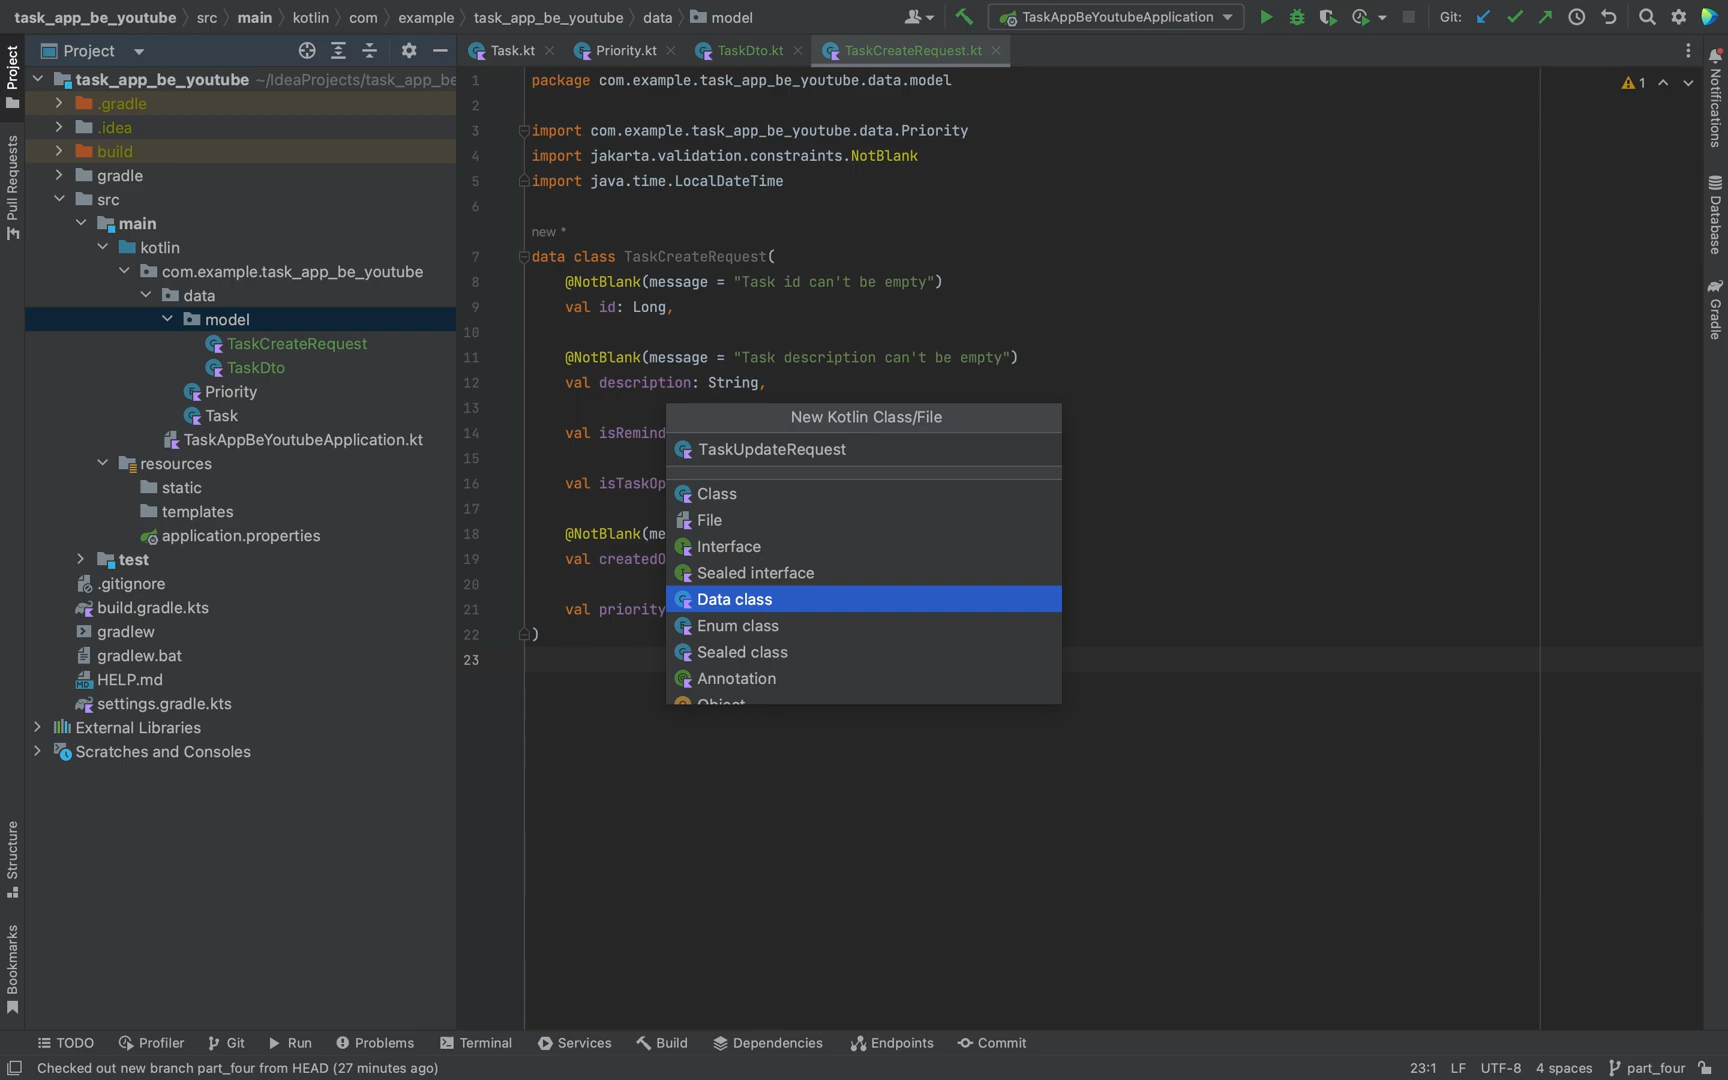 task_app_be_youtube > src > main > kotlin > com > example > task_app_be_youtube > data > model
TaskAppBeYoutubeApplication
Git:
Project
Task.kt
Priority.kt
TaskDto.kt
TaskCreateRequest.kt
Project
Pull Requests
Structure
Bookmarks
task_app_be_youtube ~/IdeaProjects/task_app_be
.gradle
.idea
build
gradle
src
main
kotlin
com.example.task_app_be_youtube
data
model
TaskCreateRequest
TaskDto
Priority
Task
TaskAppBeYoutubeApplication.kt
resources
static
templates
application.properties
test
.gitignore
build.gradle.kts
gradlew
gradlew.bat
HELP.md
settings.gradle.kts
External Libraries
Scratches and Consoles
1 package com.example.task_app_be_youtube.data.model
2
3 import com.example.task_app_be_youtube.data.Priority
4 import jakarta.validation.constraints.NotBlank
5 import java.time.LocalDateTime
6
new *
7 data class TaskCreateRequest(
8 @NotBlank(message = "Task id can't be empty")
9 val id: Long,
10
11 @NotBlank(message = "Task description can't be empty")
12 val description: String,
13
14 val isRemind
15
16 val isTaskOp
17
18 @NotBlank(me
19 val createdO
20
21 val priority
22 )
23
1
New Kotlin Class/File
TaskUpdateRequest
Class
File
Interface
Sealed interface
Data class
Enum class
Sealed class
Annotation
Object
Notifications
Database
Gradle
TODO
Profiler
Git
Run
Problems
Terminal
Services
Build
Dependencies
Endpoints
Commit
Checked out new branch part_four from HEAD (27 minutes ago)
23:1 LF UTF-8 4 spaces part_four